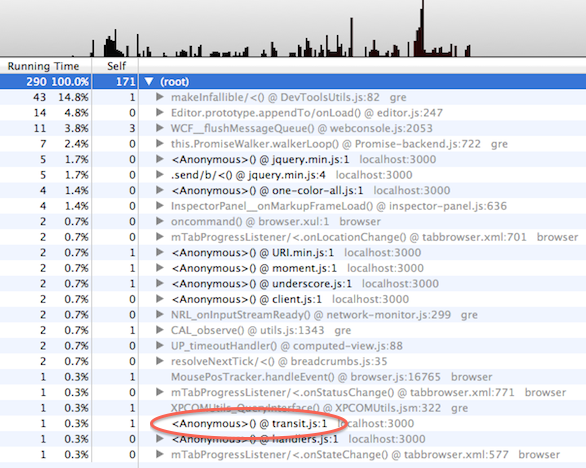 Running Time Self
290 100.0% 171 (root)
43 14.8% 1 makeInfallible/<() @ DevToolsUtils.js:82 gre
14 4.8% 0 Editor.prototype.appendTo/onLoad() @ editor.js:247
11 3.8% 3 WCF__flushMessageQueue() @ webconsole.js:2053
7 2.4% 0 this.PromiseWalker.walkerLoop() @ Promise-backend.js:722 gre
5 1.7% 1 <Anonymous>() @ jquery.min.js:1 localhost:3000
5 1.7% 0 .send/b/<() @ jquery.min.js:4 localhost:3000
4 1.4% 1 <Anonymous>() @ one-color-all.js:1 localhost:3000
4 1.4% 0 InspectorPanel__onMarkupFrameLoad() @ inspector-panel.js:636
2 0.7% 0 oncommand() @ browser.xul:1 browser
2 0.7% 0 mTabProgressListener/<.onLocationChange() @ tabbrowser.xml:701 browser
2 0.7% 1 <Anonymous>() @ URI.min.js:1 localhost:3000
2 0.7% 1 <Anonymous>() @ moment.js:1 localhost:3000
2 0.7% 1 <Anonymous>() @ underscore.js:1 localhost:3000
2 0.7% 0 <Anonymous>() @ client.js:1 localhost:3000
2 0.7% 0 NRL_onInputStreamReady() @ network-monitor.js:299 gre
2 0.7% 1 CAL_observe() @ utils.js:1343 gre
2 0.7% 0 UP_timeoutHandler() @ computed-view.js:88
2 0.7% 0 resolveNextTick/<() @ breadcrumbs.js:35
1 0.3% 1 MousePosTracker.handleEvent() @ browser.js:16765 browser
1 0.3% 0 mTabProgressListener/<.onStatusChange() @ tabbrowser.xml:771 browser
1 0.3% 1 XPCOMUtils_QueryInterface() @ XPCOMUtils.jsm:322 gre
1 0.3% 1 <Anonymous>() @ transit.js:1 localhost:3000
1 0.3% 0 <Anonymous>() @ handlers.js:1 localhost:3000
1 0.3% 0 mTabProgressListener/<.onStateChange() @ tabbrowser.xml:577 browser